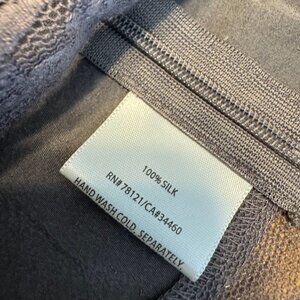 100% SILK
RN# 78121/CA#34460
HAND WASH COLD, SEPARATELY